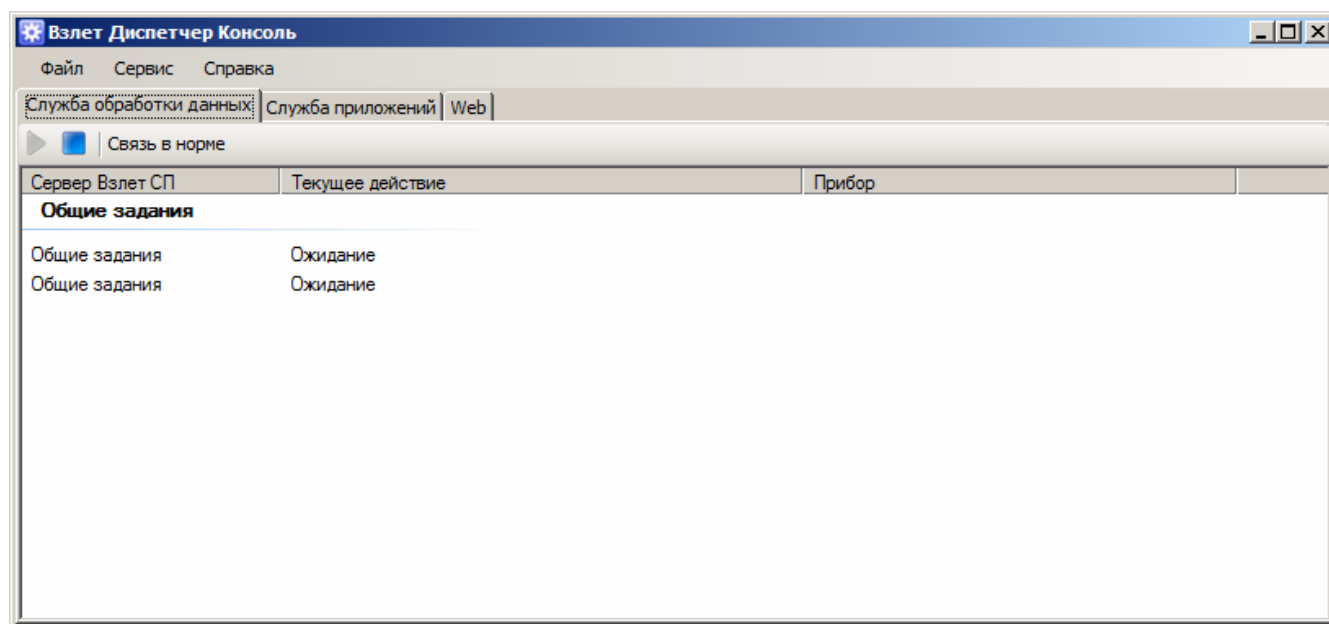 Взлет Диспетчер Консоль
Файл Сервис Справка
Служба обработки данных Служба приложений Web
Связь в норме
Сервер Взлет СП Текущее действие Прибор
Общие задания
Общие задания Ожидание
Общие задания Ожидание